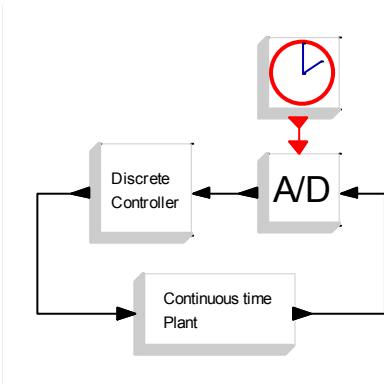 Discrete
Controller
A/D
Continuous time
Plant